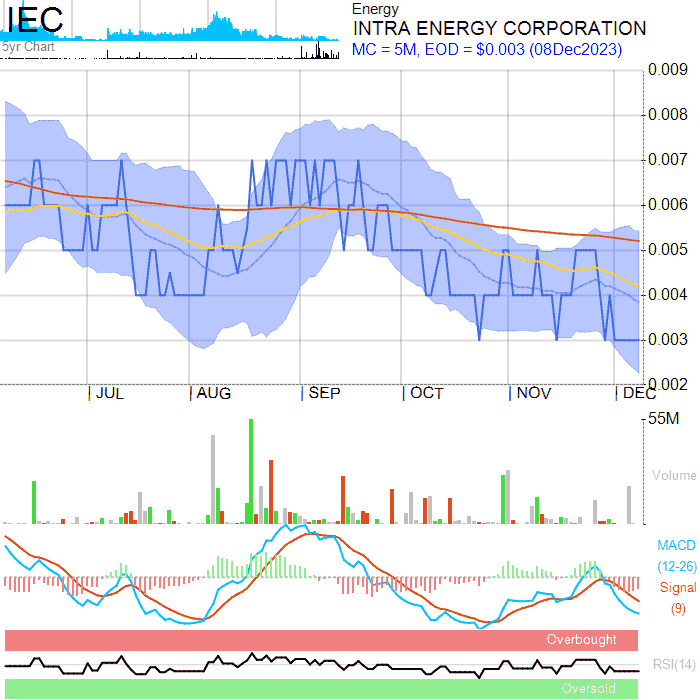 IEC
5yr Chart
Energy
INTRA ENERGY CORPORATION
MC = 5M, EOD = $0.003 (08Dec2023)
0.009
0.008
0.007
0.006
0.005
0.004
0.003
0.002
JUL AUG SEP OCT NOV DEC
55M
Volume
MACD
(12-26)
Signal
(9)
Overbought
RSI(14)
Oversold